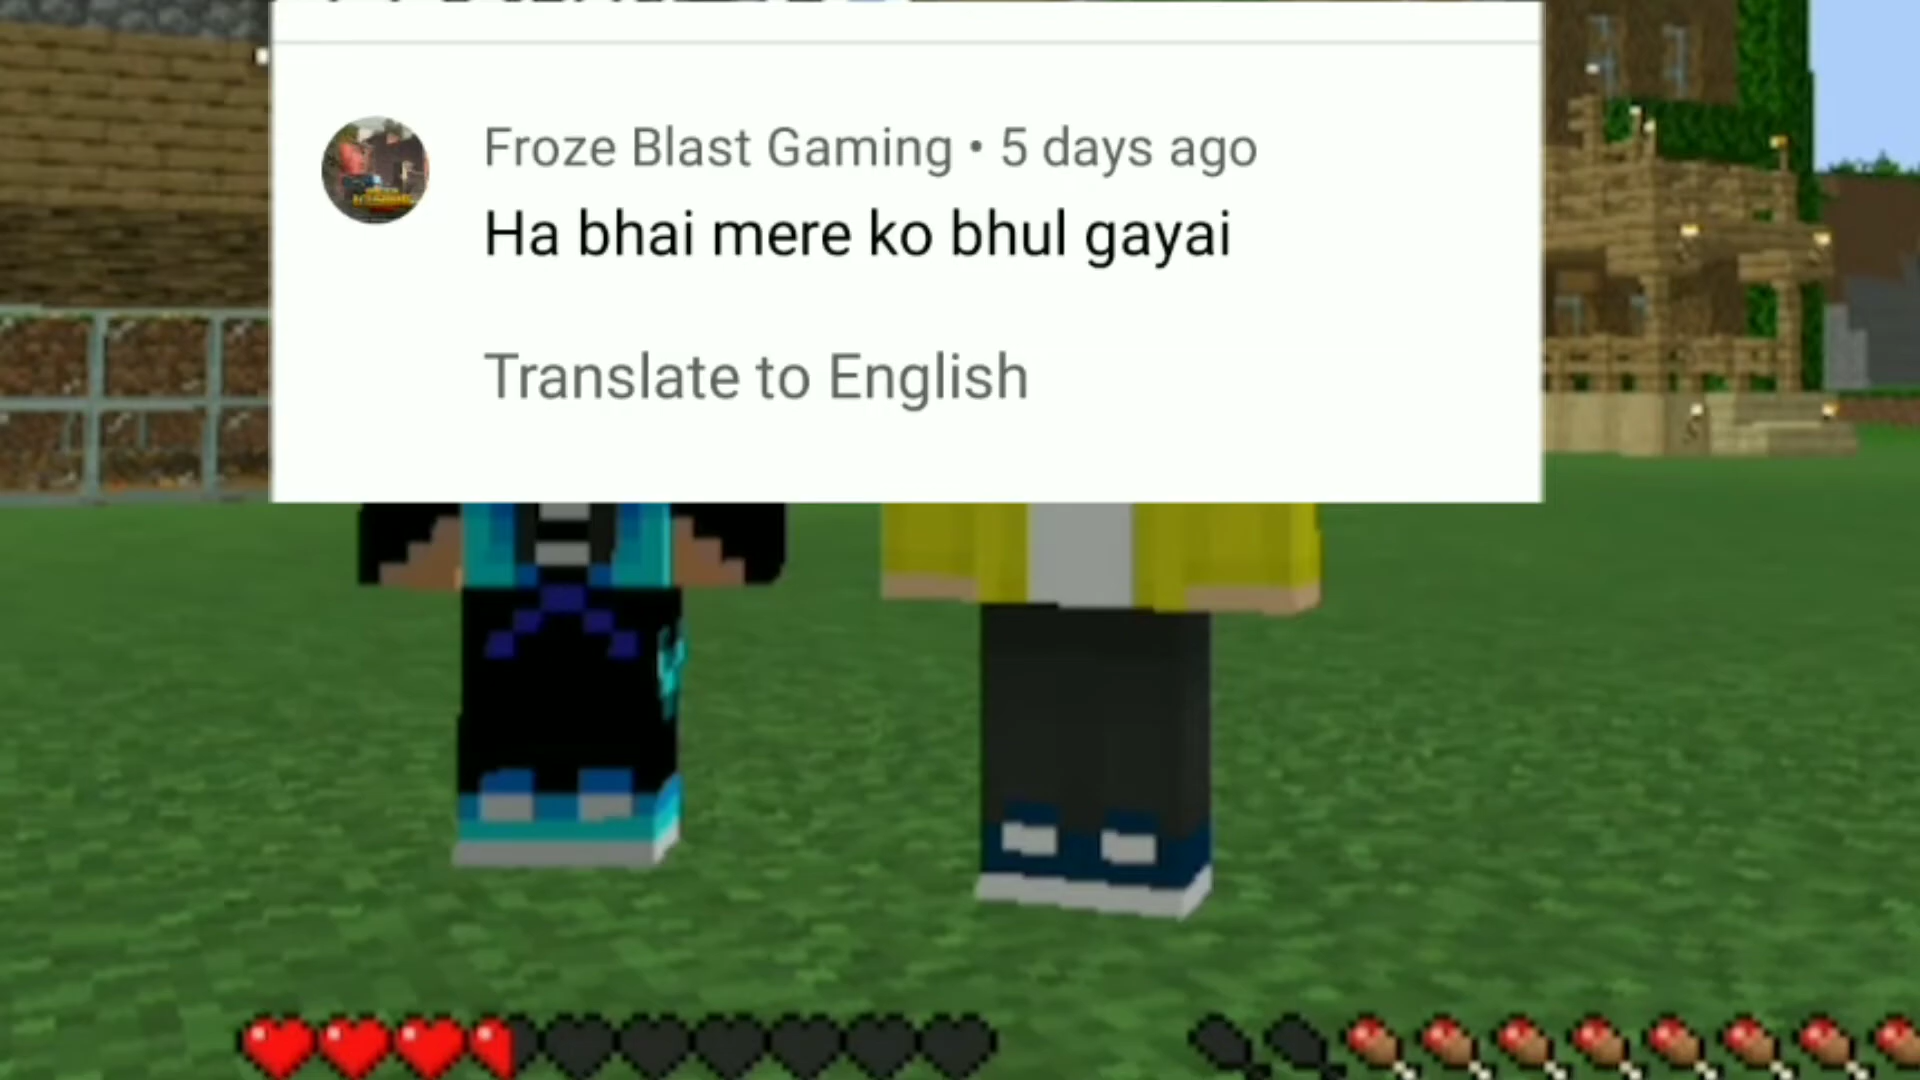 Froze Blast Gaming • 5 days ago
Ha bhai mere ko bhul gayai
Translate to English